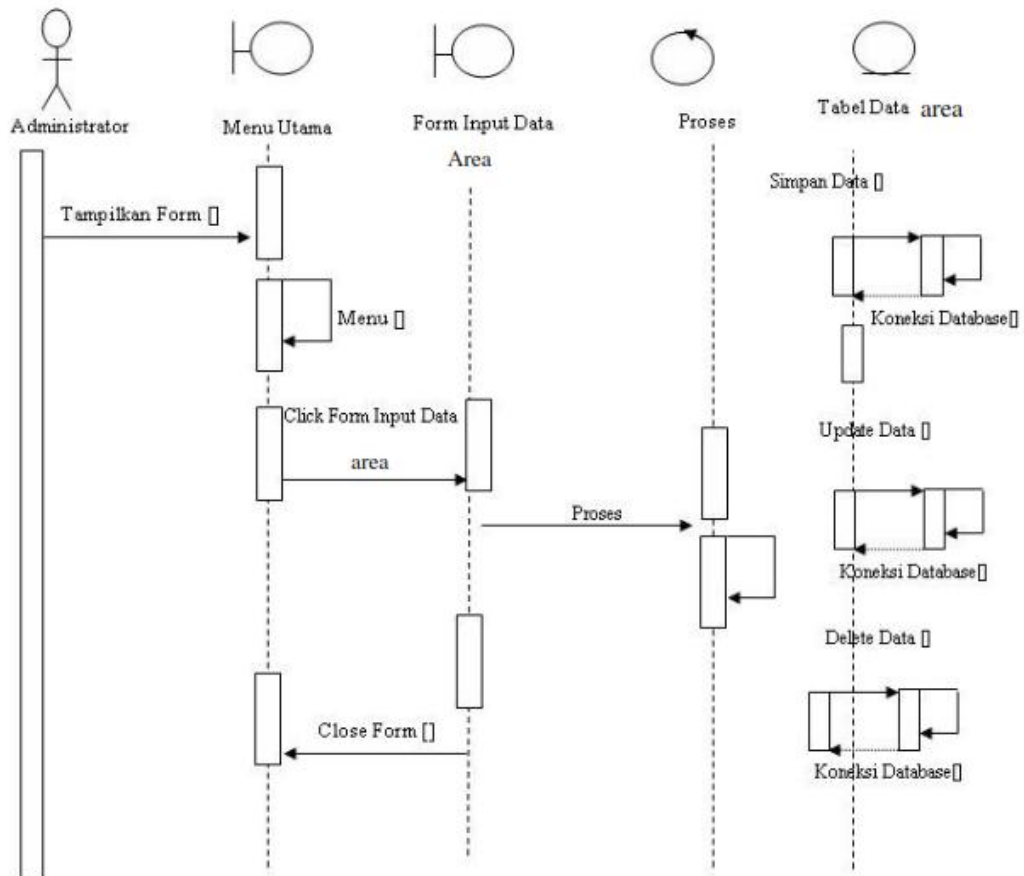 Administrator
Menu Utama
Form Input Data
Area
Proses
Tabel Data area
Simpan Data []
Tampilkan Form []
Menu []
Koneksi Database[]
Click Form Input Data
area
Update Data []
Proses
Koneksi Database[]
Delete Data []
Close Form []
Koneksi Database[]